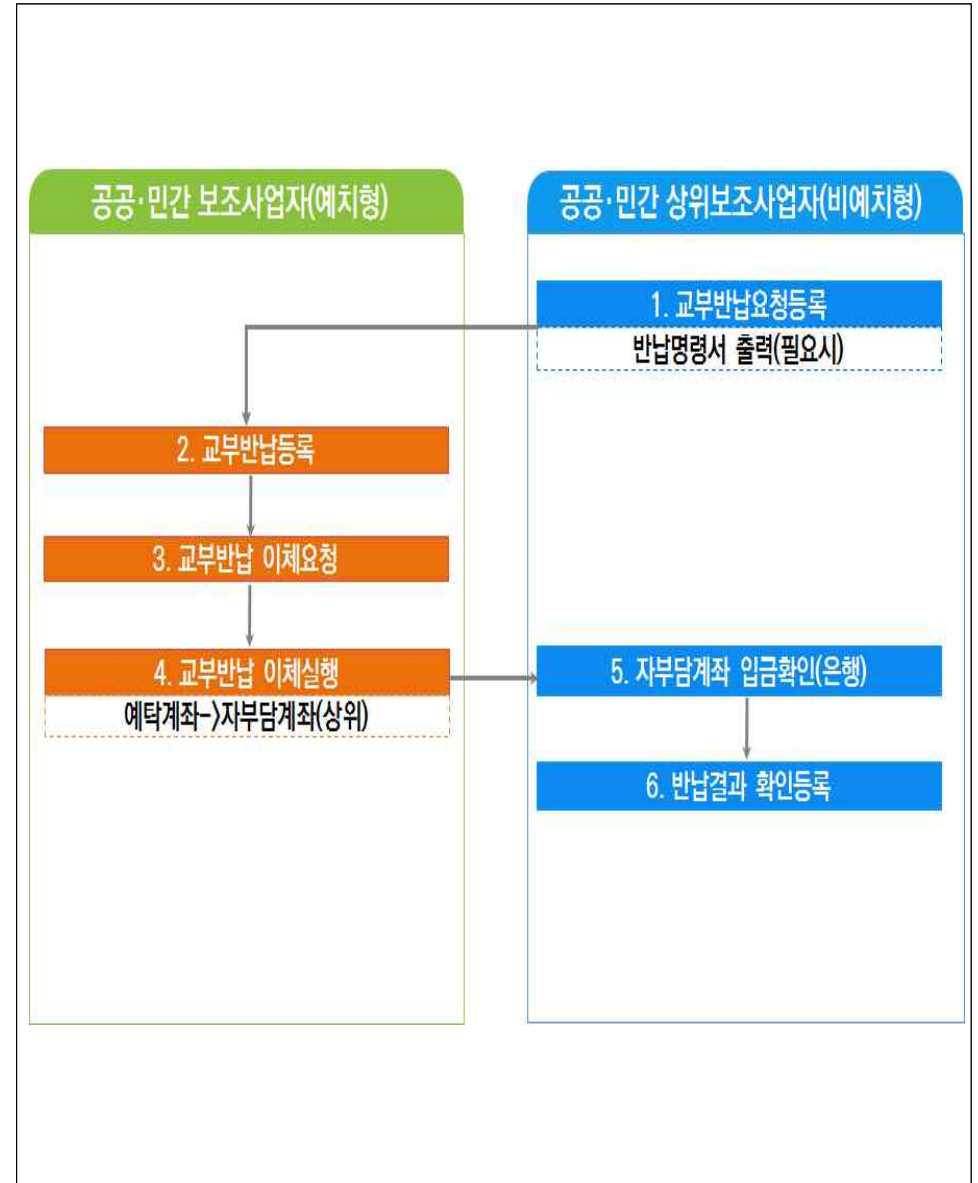 공공·민간 보조사업자(예치형)
공공·민간 상위보조사업자(비예치형)
1. 교부반납요청등록
반납명령서 출력(필요시)
2. 교부반납등록
3. 교부반납 이체요청
4. 교부반납 이체실행
예탁계좌->자부담계좌(상위)
5. 자부담계좌 입금확인(은행)
6. 반납결과 확인등록